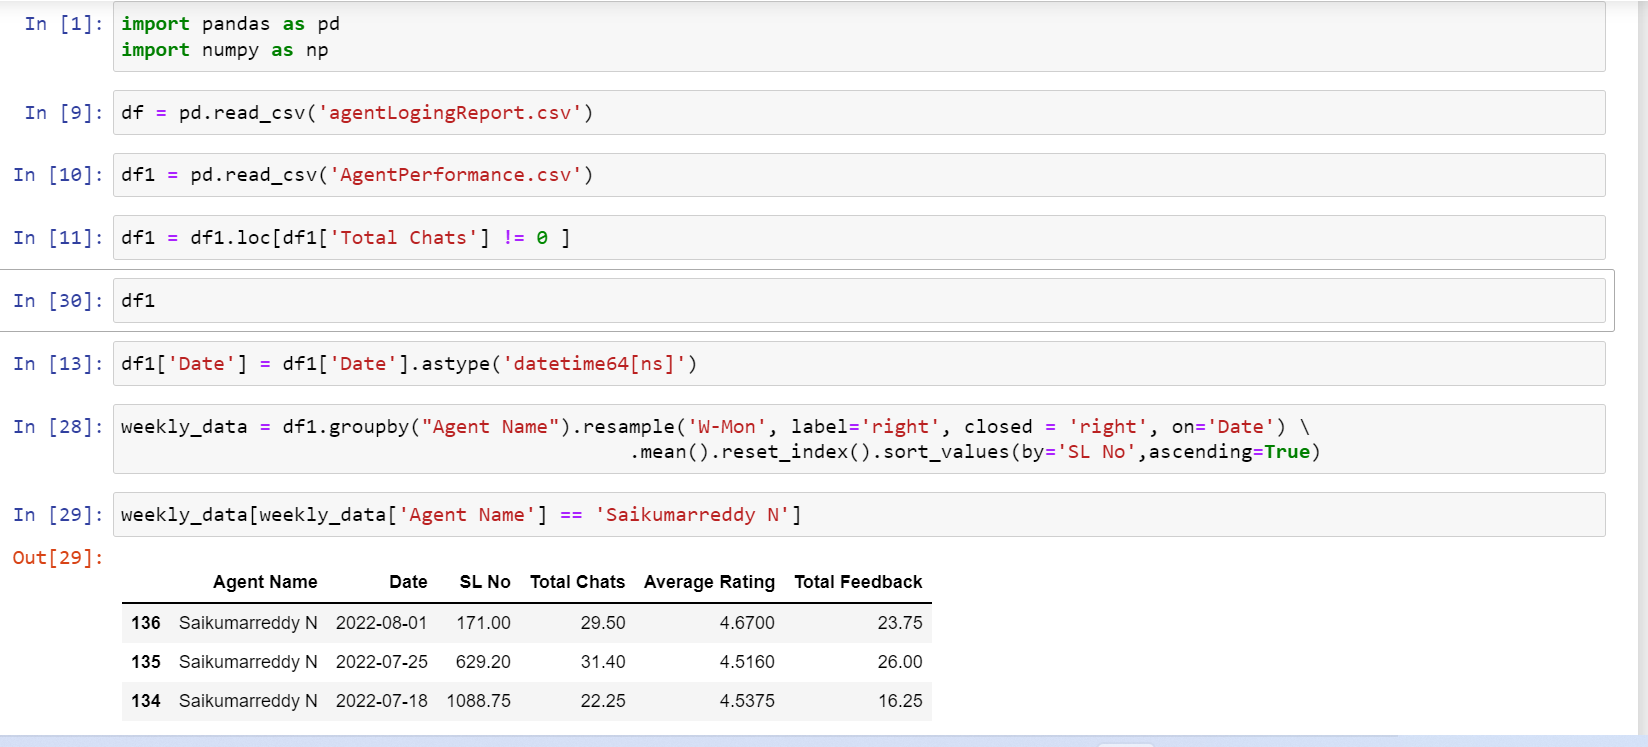 In [1]: import pandas as pd
import numpy as np
In [9]: df = pd.read_csv('agentLogingReport.csv')
In [10]: df1 = pd.read_csv('AgentPerformance.csv')
In [11]: df1 = df1.loc[df1['Total Chats'] != 0 ]
In [30]: df1
In [13]: df1['Date'] = df1['Date'].astype('datetime64[ns]')
In [28]: weekly_data = df1.groupby("Agent Name").resample('W-Mon', label='right', closed = 'right', on='Date') \
.mean().reset_index().sort_values(by='SL No',ascending=True)
In [29]: weekly_data[weekly_data['Agent Name'] == 'Saikumarreddy N']
Out[29]:
Agent Name Date SL No Total Chats Average Rating Total Feedback
136 Saikumarreddy N 2022-08-01 171.00 29.50 4.6700 23.75
135 Saikumarreddy N 2022-07-25 629.20 31.40 4.5160 26.00
134 Saikumarreddy N 2022-07-18 1088.75 22.25 4.5375 16.25